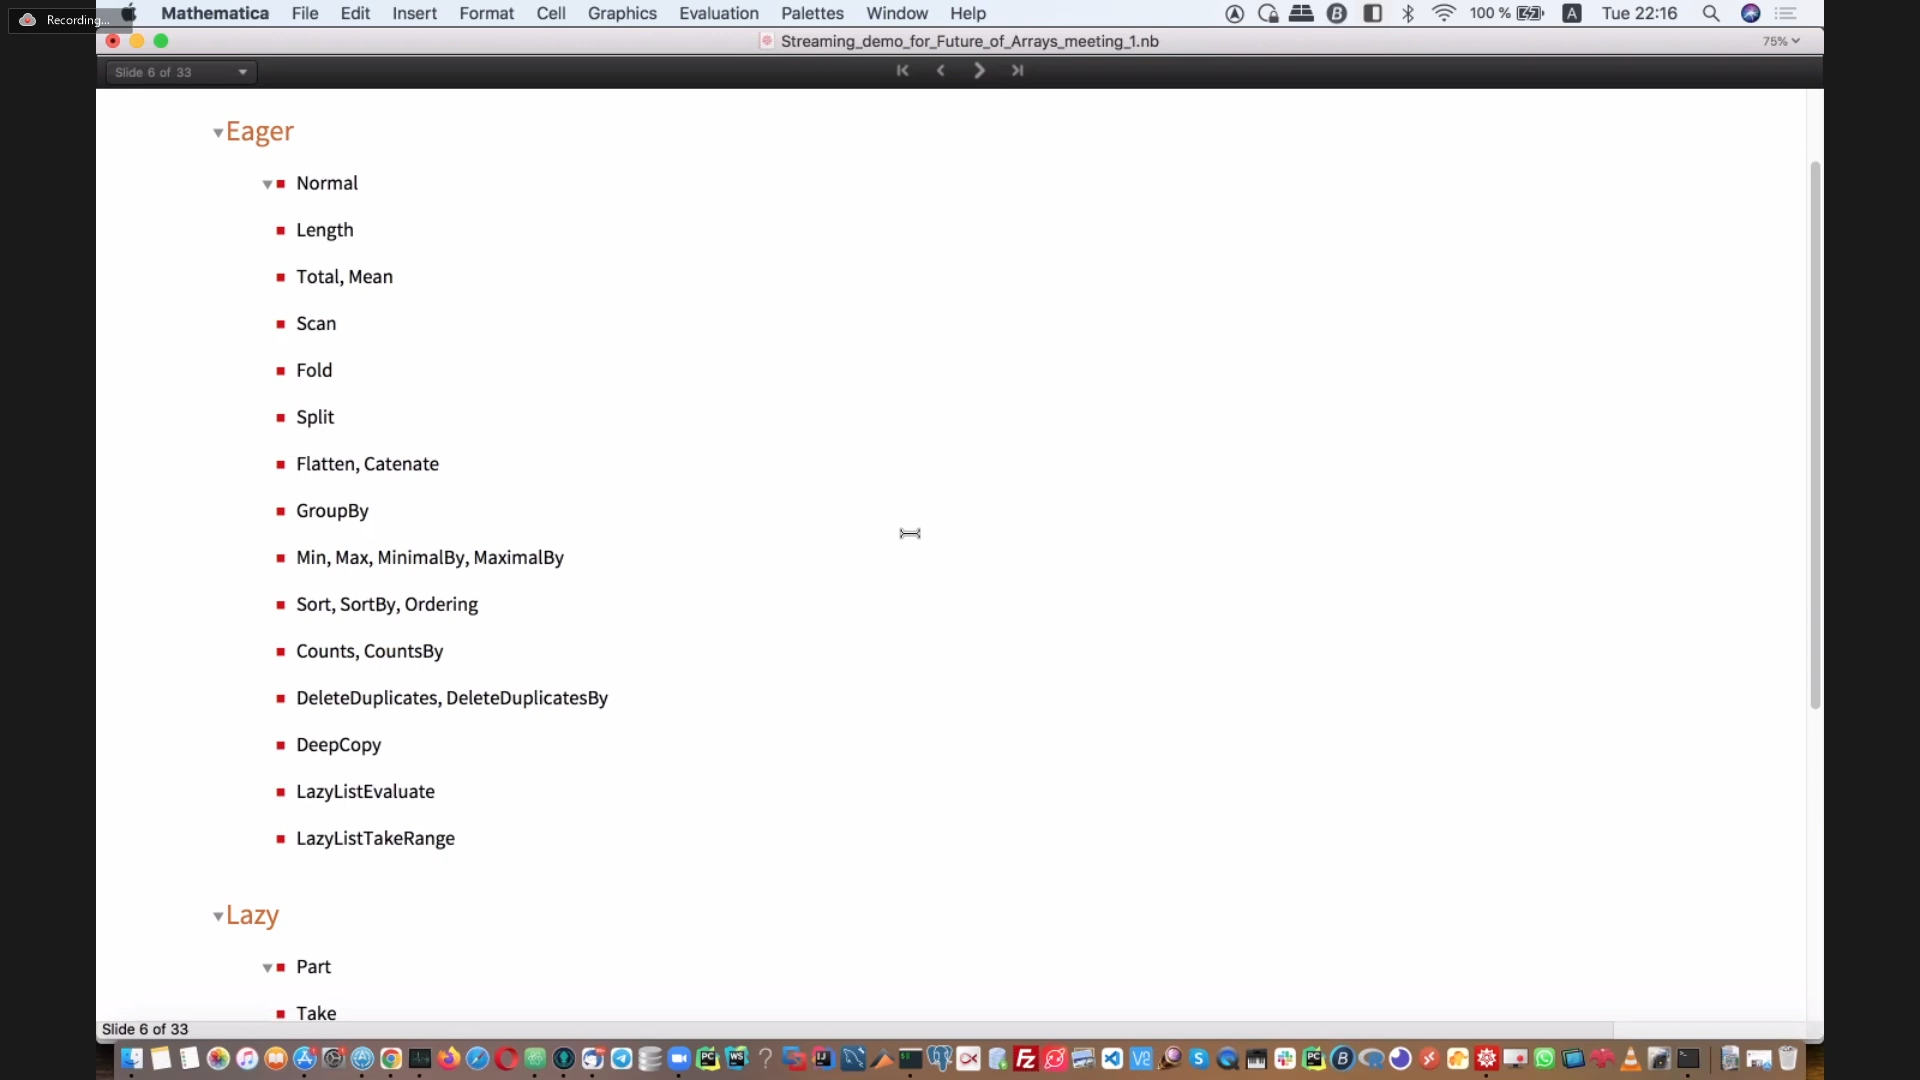 Recording...
Mathematica File Edit Insert Format Cell Graphics Evaluation Palettes Window Help 100 % A Tue 22:16
Streaming_demo_for_Future_of_Arrays_meeting_1.nb 75%
Slide 6 of 33
Eager
Normal
Length
Total, Mean
Scan
Fold
Split
Flatten, Catenate
GroupBy
Min, Max, MinimalBy, MaximalBy
Sort, SortBy, Ordering
Counts, CountsBy
DeleteDuplicates, DeleteDuplicatesBy
DeepCopy
LazyListEvaluate
LazyListTakeRange
Lazy
Part
Take
Slide 6 of 33